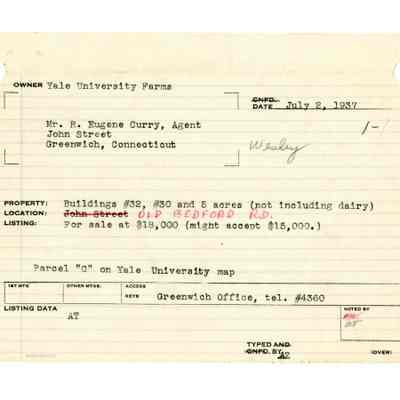 OWNER Yale University Farms
CNFD.
DATE July 2, 1937
Mr. R. Eugene Curry, Agent
John Street
Greenwich, Connecticut
1-/-
Wesley
PROPERTY: Buildings #32, #30 and 5 acres (not including dairy)
LOCATION: John Street OLD BEDFORD RD.
LISTING: For sale at $18,000 (might accept $15,000.)
Parcel "C" on Yale University map
1ST MTG. OTHER MTGS. ACCESS
KEYS Greenwich Office, tel. #4360
LISTING DATA
AT
NOTED BY
TYPED AND
CNFD. BY AZ
(OVER)